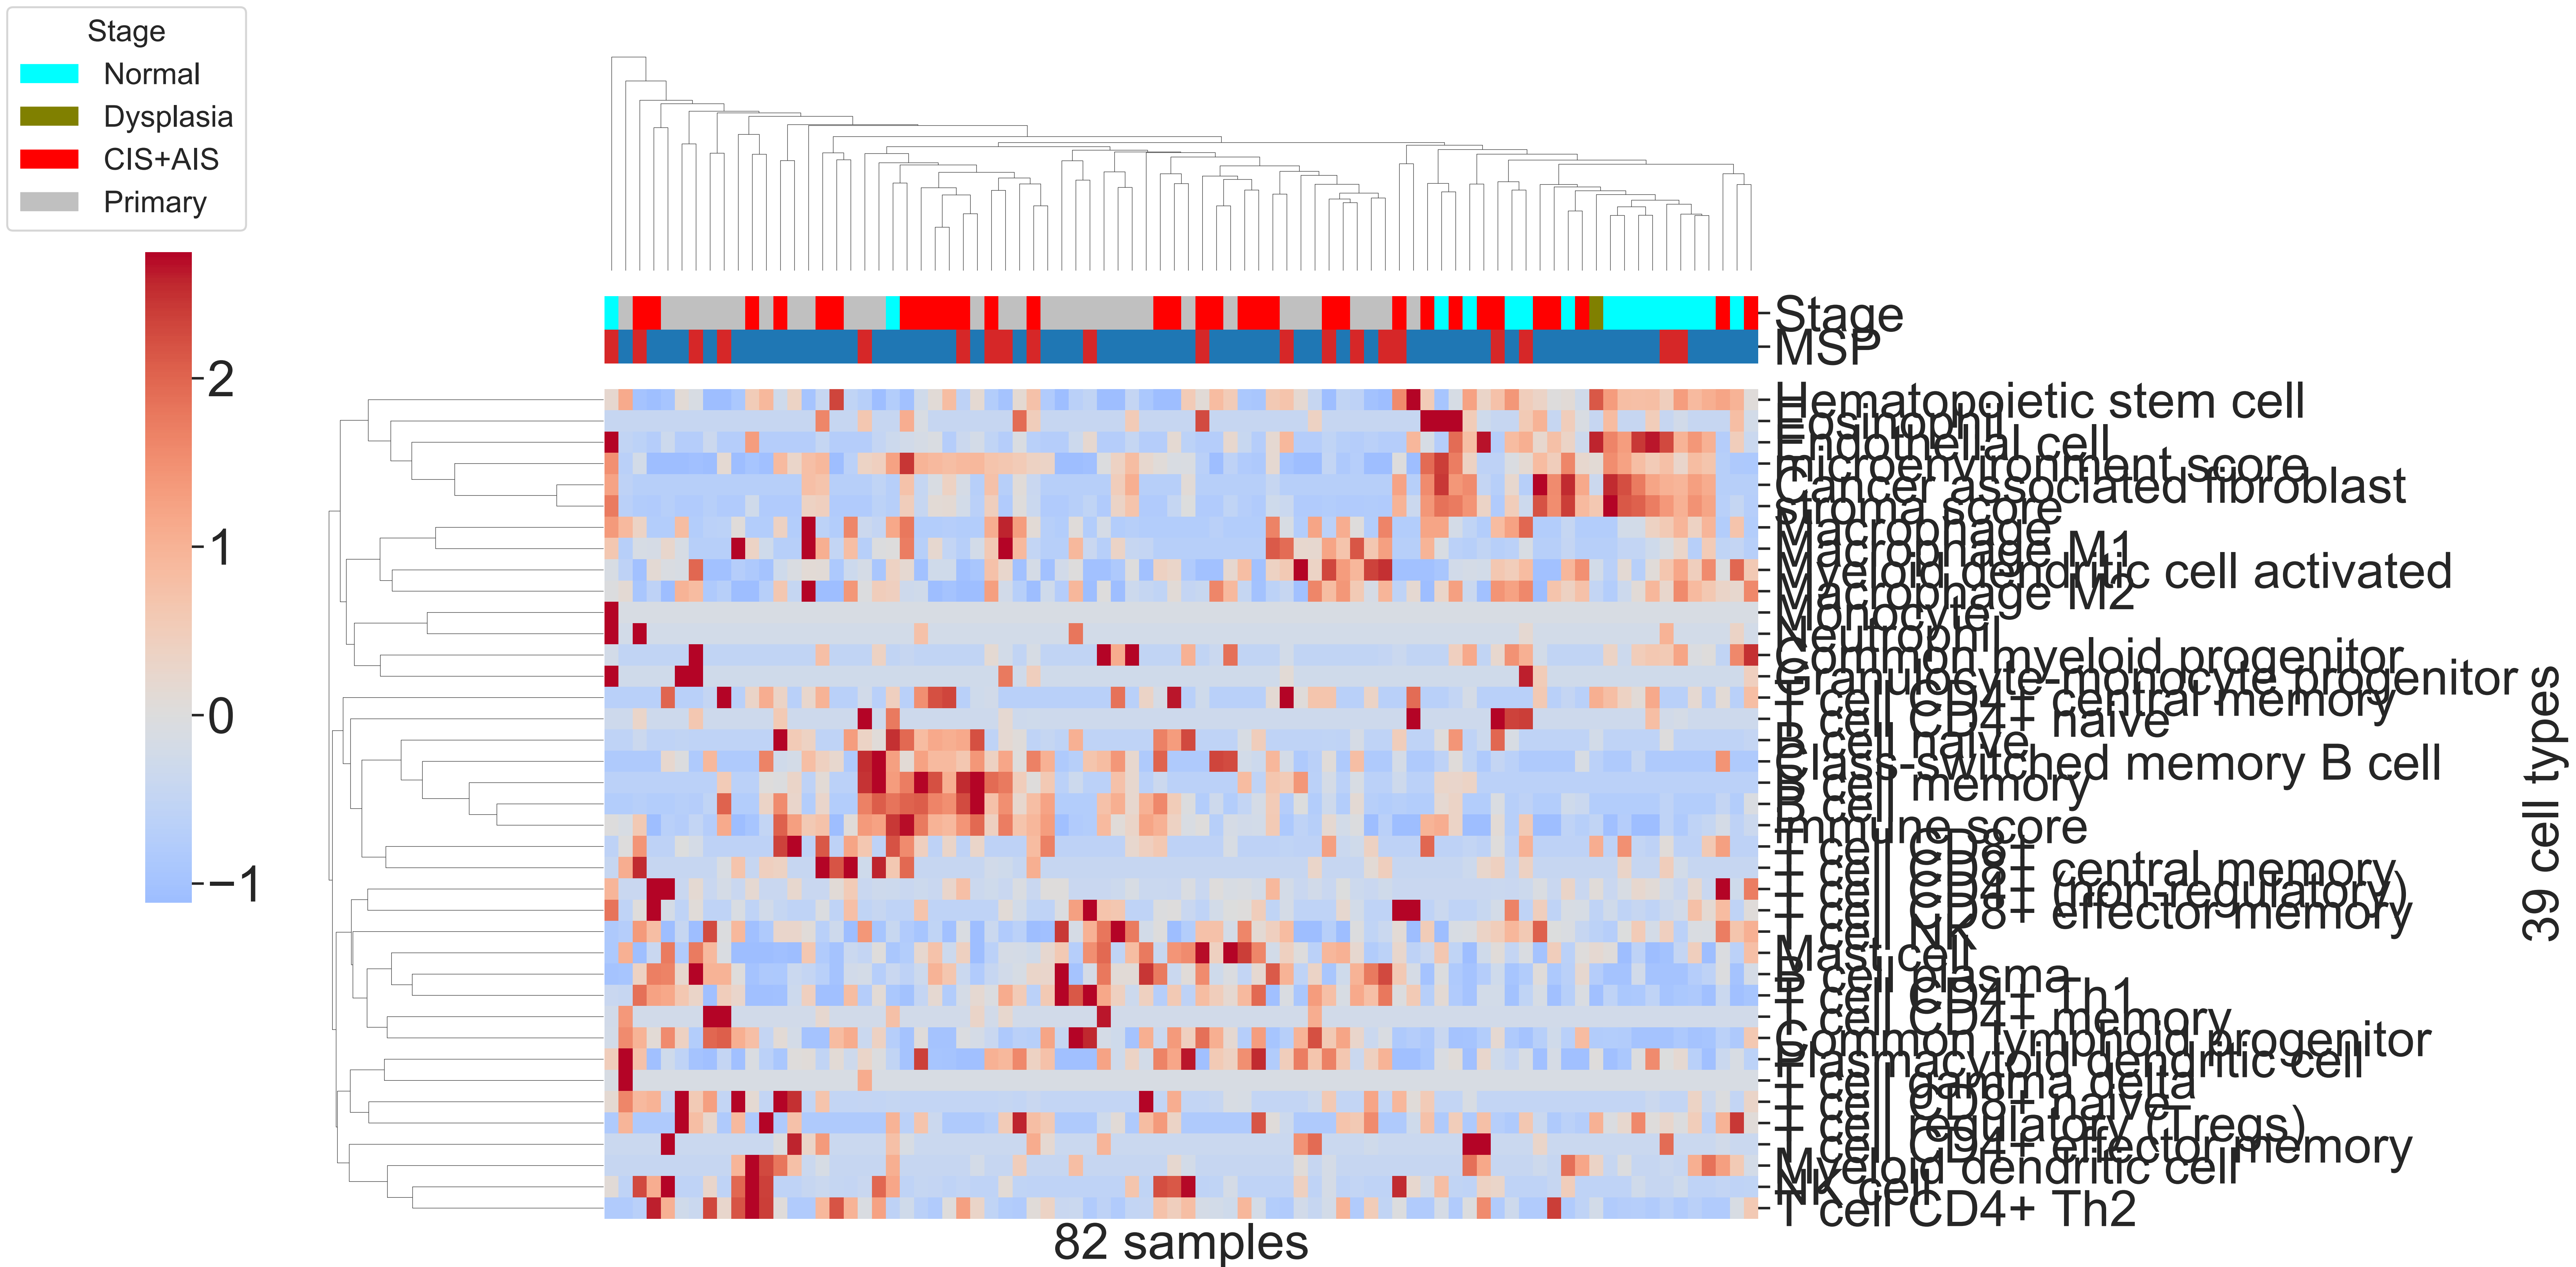 Stage
Normal
Dysplasia
CIS+AIS
Primary
2
1
0
−1
Stage
MSP
Hematopoietic stem cell
Eosinophil
Endothelial cell
microenvironment score
Cancer associated fibroblast
stroma score
Macrophage
Macrophage M1
Myeloid dendritic cell activated
Macrophage M2
Monocyte
Neutrophil
Common myeloid progenitor
Granulocyte-monocyte progenitor
T cell CD4+ central memory
T cell CD4+ naive
B cell naive
Class-switched memory B cell
B cell memory
B cell
immune score
T cell CD8+
T cell CD8+ central memory
T cell CD4+ (non-regulatory)
T cell CD8+ effector memory
T cell NK
Mast cell
B cell plasma
T cell CD4+ Th1
T cell CD4+ memory
Common lymphoid progenitor
Plasmacytoid dendritic cell
T cell gamma delta
T cell CD8+ naive
T cell regulatory (Tregs)
T cell CD4+ effector memory
Myeloid dendritic cell
NK cell
T cell CD4+ Th2
39 cell types
82 samples